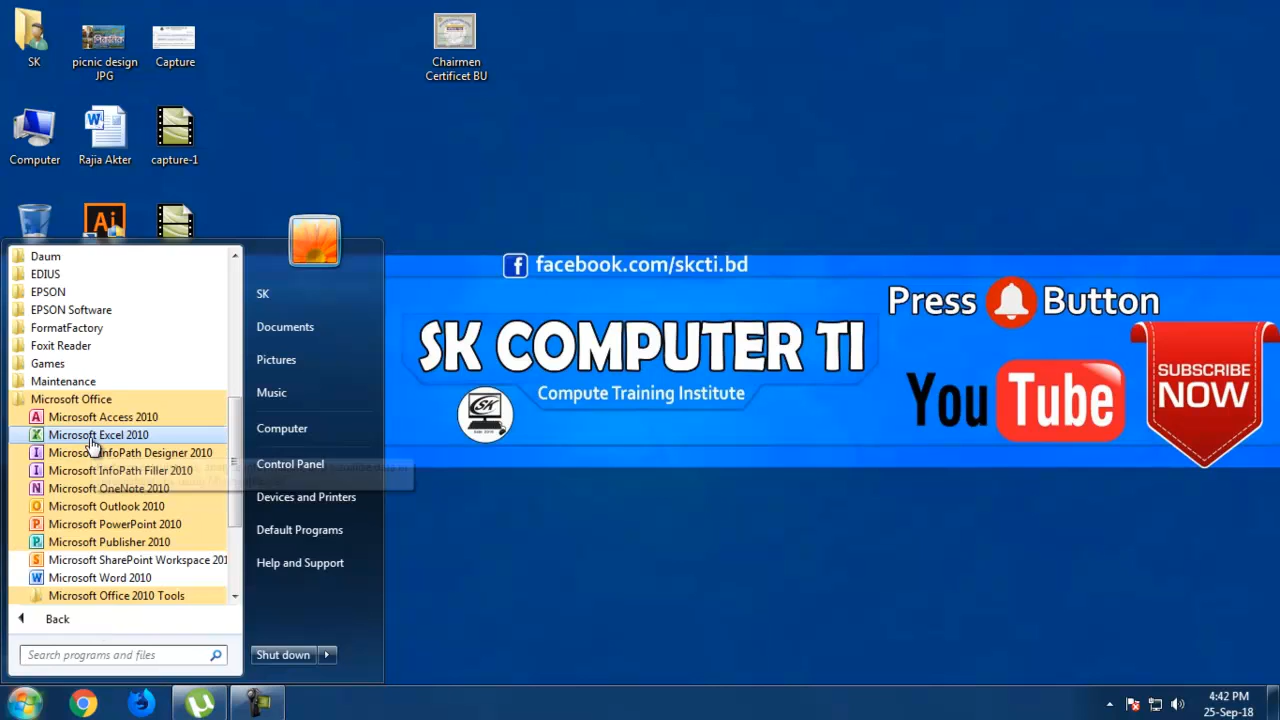 SK
picnic design
JPG
Capture
Chairmen
Certificet BU
Computer
Rajia Akter
capture-1
Ai
Daum
EDIUS
EPSON
EPSON Software
FormatFactory
Foxit Reader
Games
Maintenance
Microsoft Office
Microsoft Access 2010
Microsoft Excel 2010
Microsoft InfoPath Designer 2010
Microsoft InfoPath Filler 2010
Microsoft OneNote 2010
Microsoft Outlook 2010
Microsoft PowerPoint 2010
Microsoft Publisher 2010
Microsoft SharePoint Workspace 201
Microsoft Word 2010
Microsoft Office 2010 Tools
Back
Search programs and files
SK
Documents
Pictures
Music
Computer
Control Panel
Devices and Printers
Default Programs
Help and Support
Shut down
facebook.com/skcti.bd
SK COMPUTER TI
Compute Training Institute
SK
Press Button
YouTube
SUBSCRIBE
NOW
4:42 PM
25-Sep-18